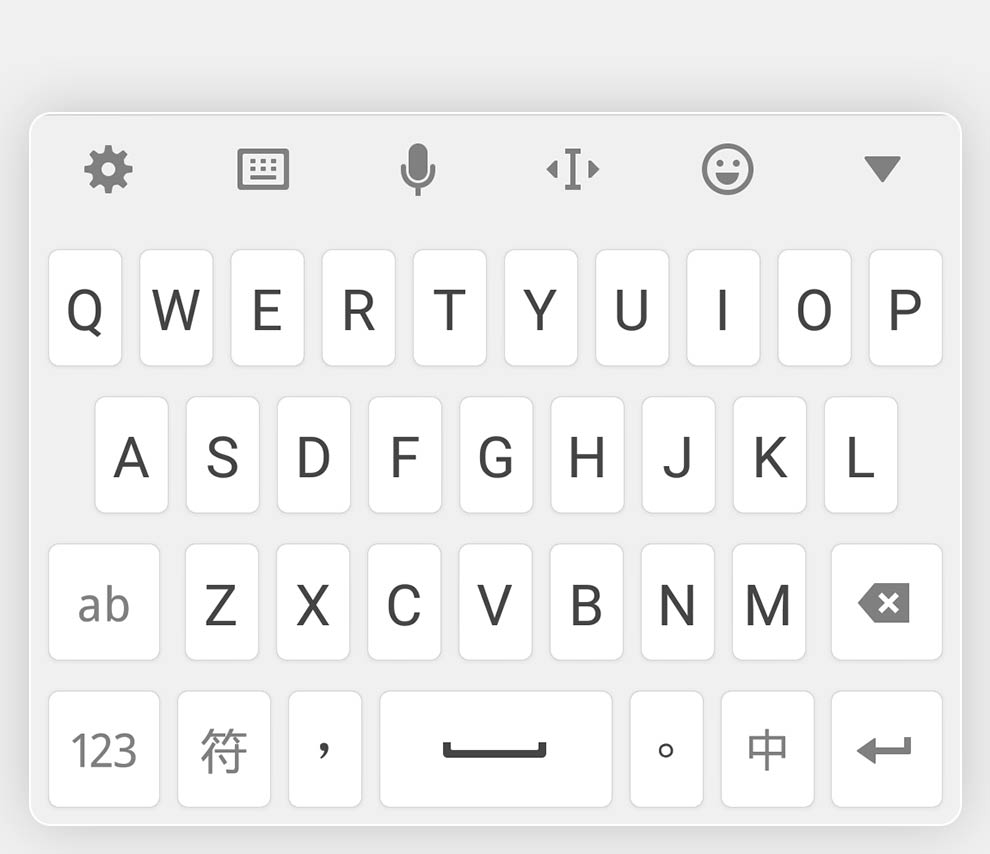 Q W E R T Y U I O P
A S D F G H J K L
ab Z X C V B N M
123 符 ， 。 中